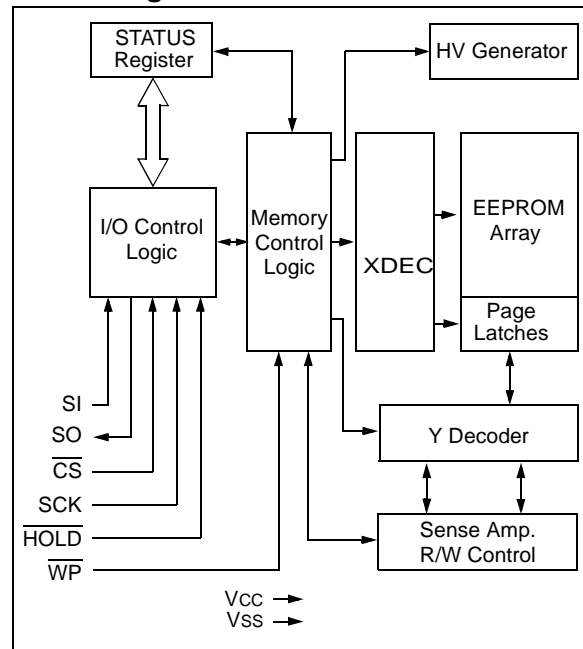 STATUS
Register
HV Generator
I/O Control
Logic
Memory
Control
Logic
XDEC
EEPROM
Array
Page
Latches
SI
SO
CS
SCK
HOLD
WP
Y Decoder
Sense Amp.
R/W Control
VCC
VSS